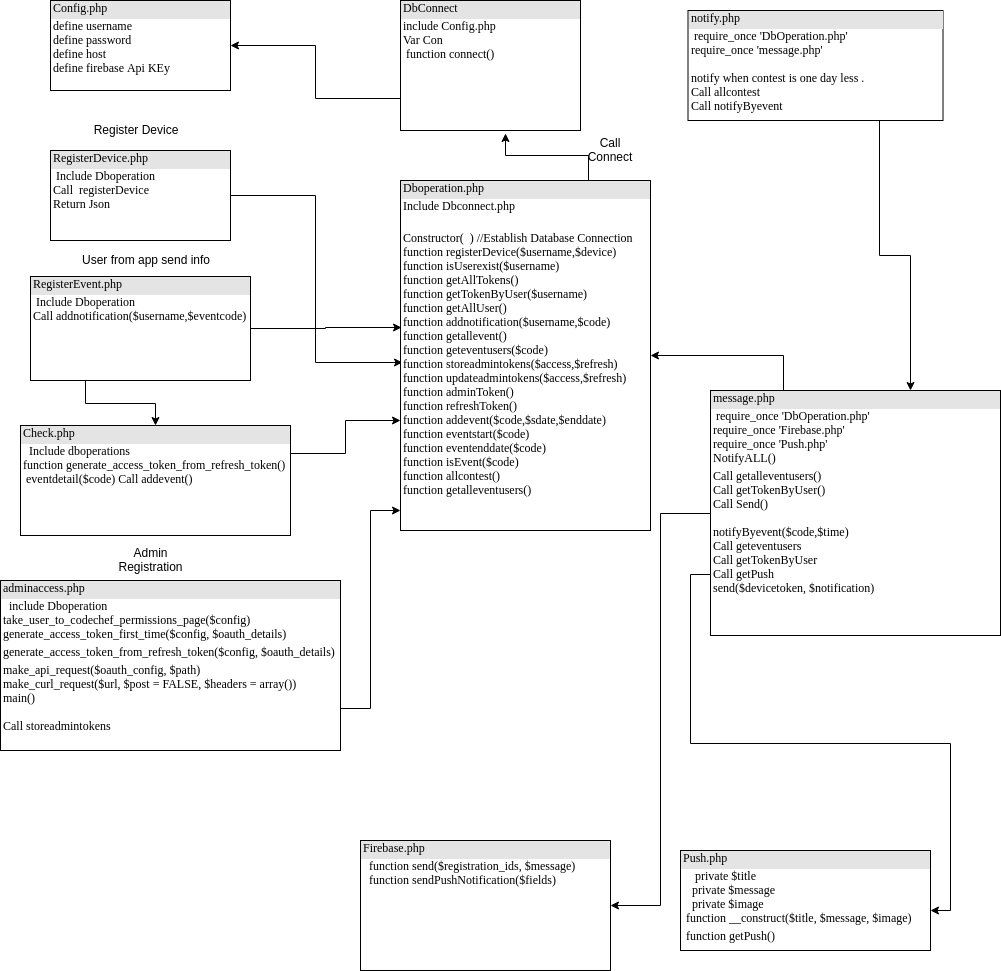 Config.php
define username
define password
define host
define firebase Api KEy
DbConnect
include Config.php
Var Con
function connect()
notify.php
require_once 'DbOperation.php'
require_once 'message.php'
notify when contest is one day less .
Call allcontest
Call notifyByevent
Register Device
RegisterDevice.php
Include Dboperation
Call registerDevice
Return Json
Call
Connect
Dboperation.php
Include Dbconnect.php
Constructor( ) //Establish Database Connection
function registerDevice($username,$device)
function isUserexist($username)
function getAllTokens()
function getTokenByUser($username)
function getAllUser()
function addnotification($username,$code)
function getallevent()
function geteventusers($code)
function storeadmintokens($access,$refresh)
function updateadmintokens($access,$refresh)
function adminToken()
function refreshToken()
function addevent($code,$sdate,$enddate)
function eventstart($code)
function eventenddate($code)
function isEvent($code)
function allcontest()
function getalleventusers()
User from app send info
RegisterEvent.php
Include Dboperation
Call addnotification($username,$eventcode)
Check.php
Include dboperations
function generate_access_token_from_refresh_token()
eventdetail($code) Call addevent()
message.php
require_once 'DbOperation.php'
require_once 'Firebase.php'
require_once 'Push.php'
NotifyALL()
Call getalleventusers()
Call getTokenByUser()
Call Send()
notifyByevent($code,$time)
Call geteventusers
Call getTokenByUser
Call getPush
send($devicetoken, $notification)
Admin
Registration
adminaccess.php
include Dboperation
take_user_to_codechef_permissions_page($config)
generate_access_token_first_time($config, $oauth_details)
generate_access_token_from_refresh_token($config, $oauth_details)
make_api_request($oauth_config, $path)
make_curl_request($url, $post = FALSE, $headers = array())
main()
Call storeadmintokens
Firebase.php
function send($registration_ids, $message)
function sendPushNotification($fields)
Push.php
private $title
private $message
private $image
function __construct($title, $message, $image)
function getPush()